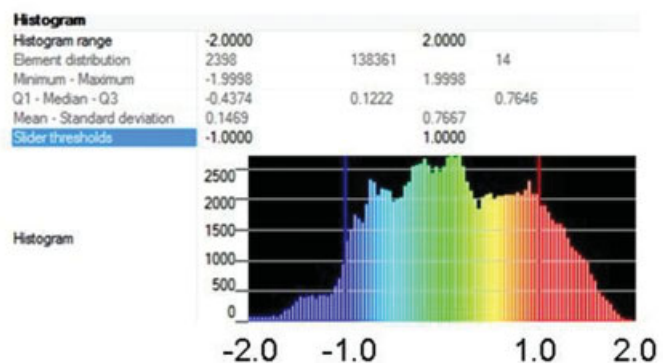 Histogram
Histogram range -2.0000 2.0000
Element distribution 2398 138361 14
Minimum - Maximum -1.9998 1.9998
Q1 - Median - Q3 -0.4374 0.1222 0.7646
Mean - Standard deviation 0.1469 0.7667
Slider thresholds -1.0000 1.0000
Histogram
2500
2000
1500
1000
500
0
-2.0 -1.0 1.0 2.0